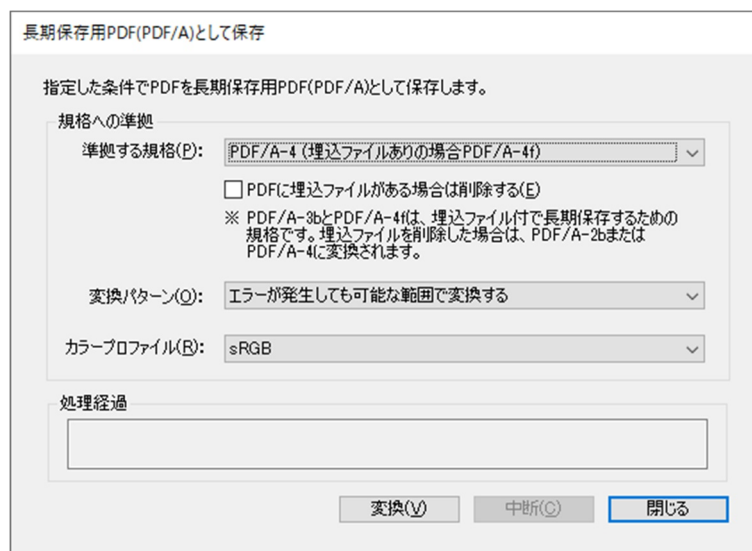 長期保存用PDF(PDF/A)として保存
指定した条件でPDFを長期保存用PDF(PDF/A)として保存します。
規格への準拠
準拠する規格(P): PDF/A-4 (埋込ファイルありの場合PDF/A-4f)
PDFに埋込ファイルがある場合は削除する(E)
※ PDF/A-3bとPDF/A-4fは、埋込ファイル付で長期保存するための
規格です。埋込ファイルを削除した場合は、PDF/A-2bまたは
PDF/A-4に変換されます。
変換パターン(O): エラーが発生しても可能な範囲で変換する
カラープロファイル(R): sRGB
処理経過
変換(V) 中断(C) 閉じる